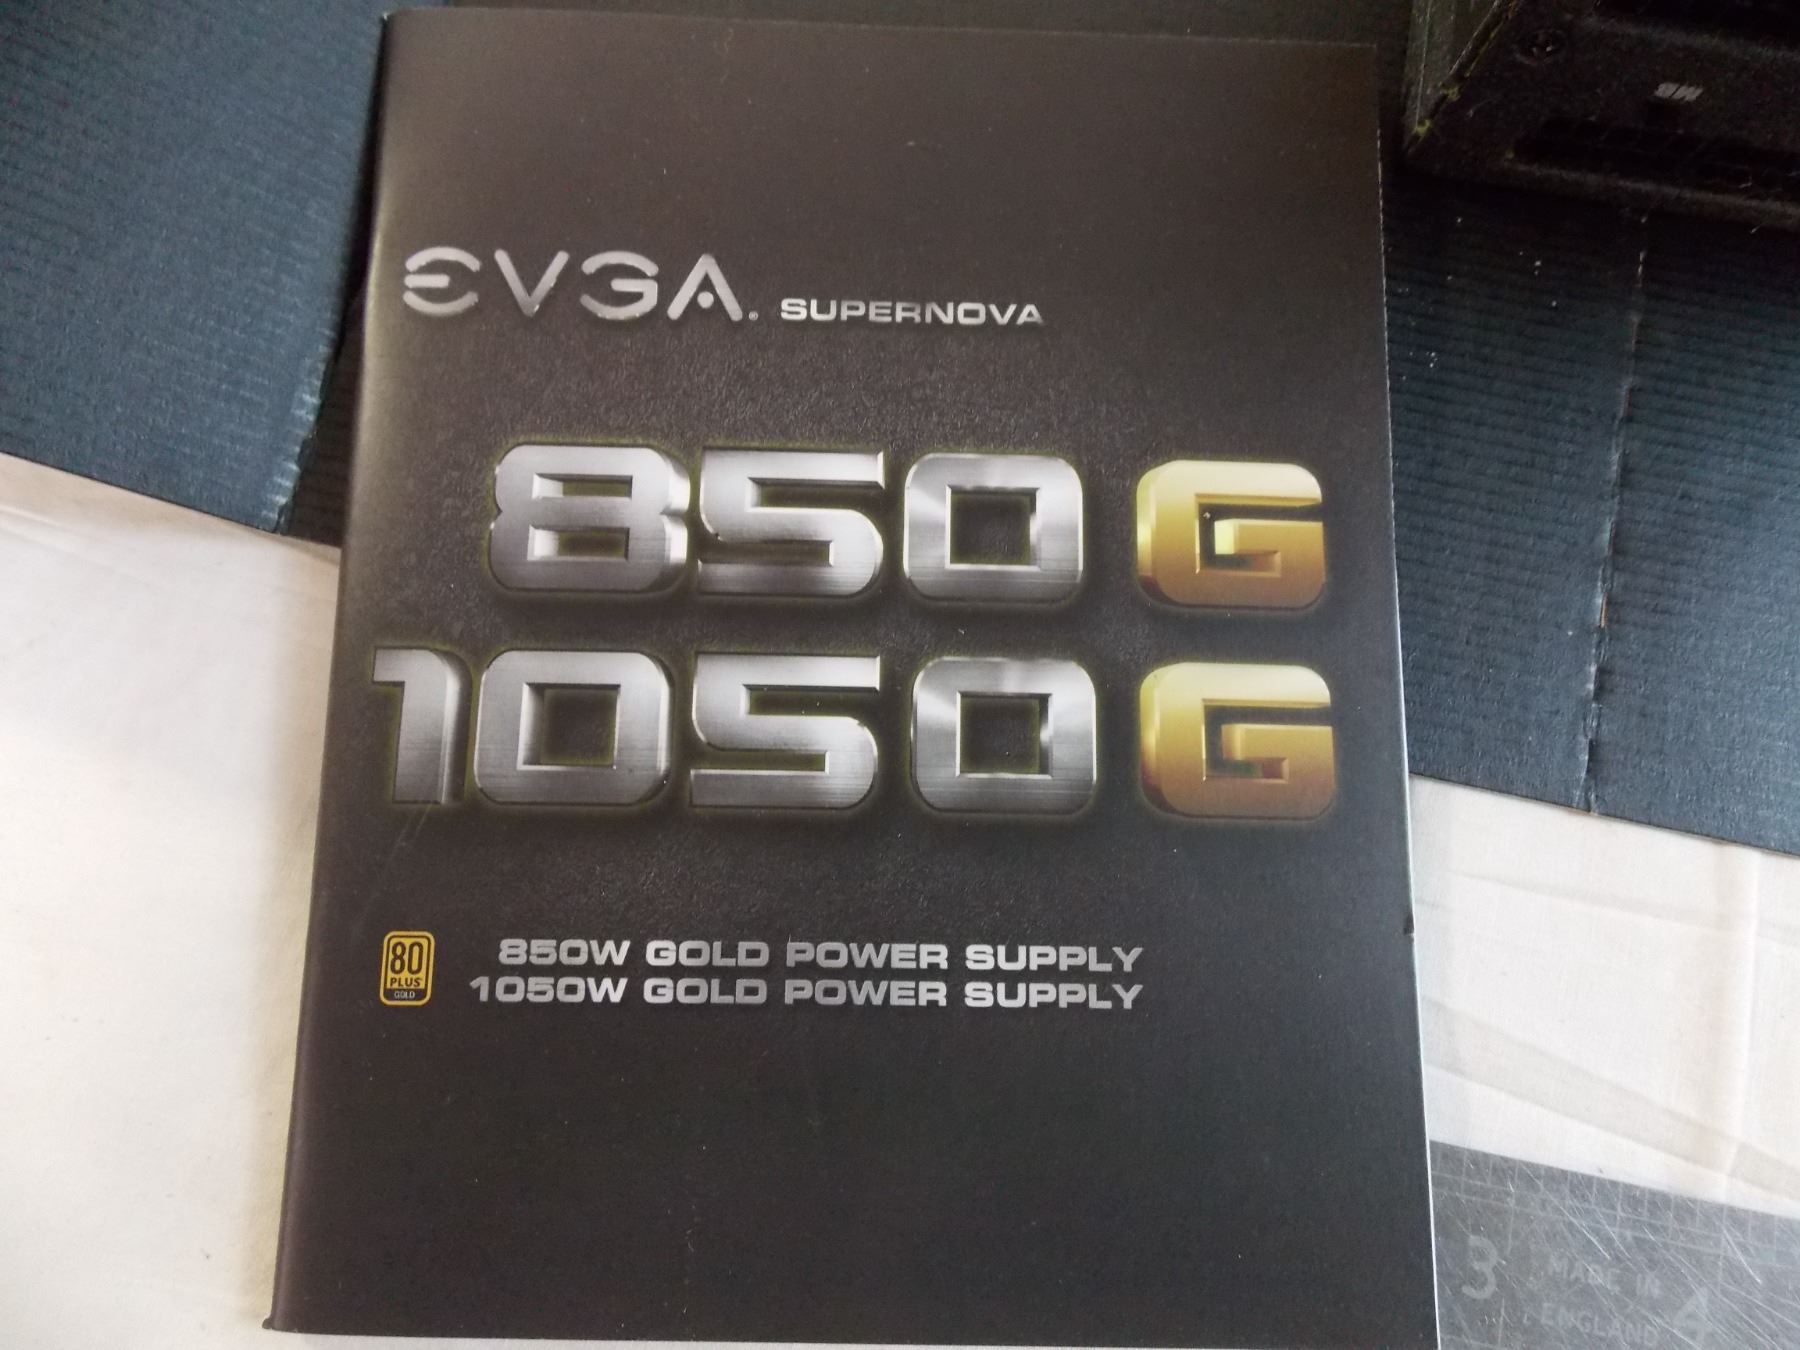 EVGA. SUPERNOVA
850 G
1050 G
80
PLUS
GOLD
850W GOLD POWER SUPPLY
1050W GOLD POWER SUPPLY
3
MADE IN
ENGLAND
4